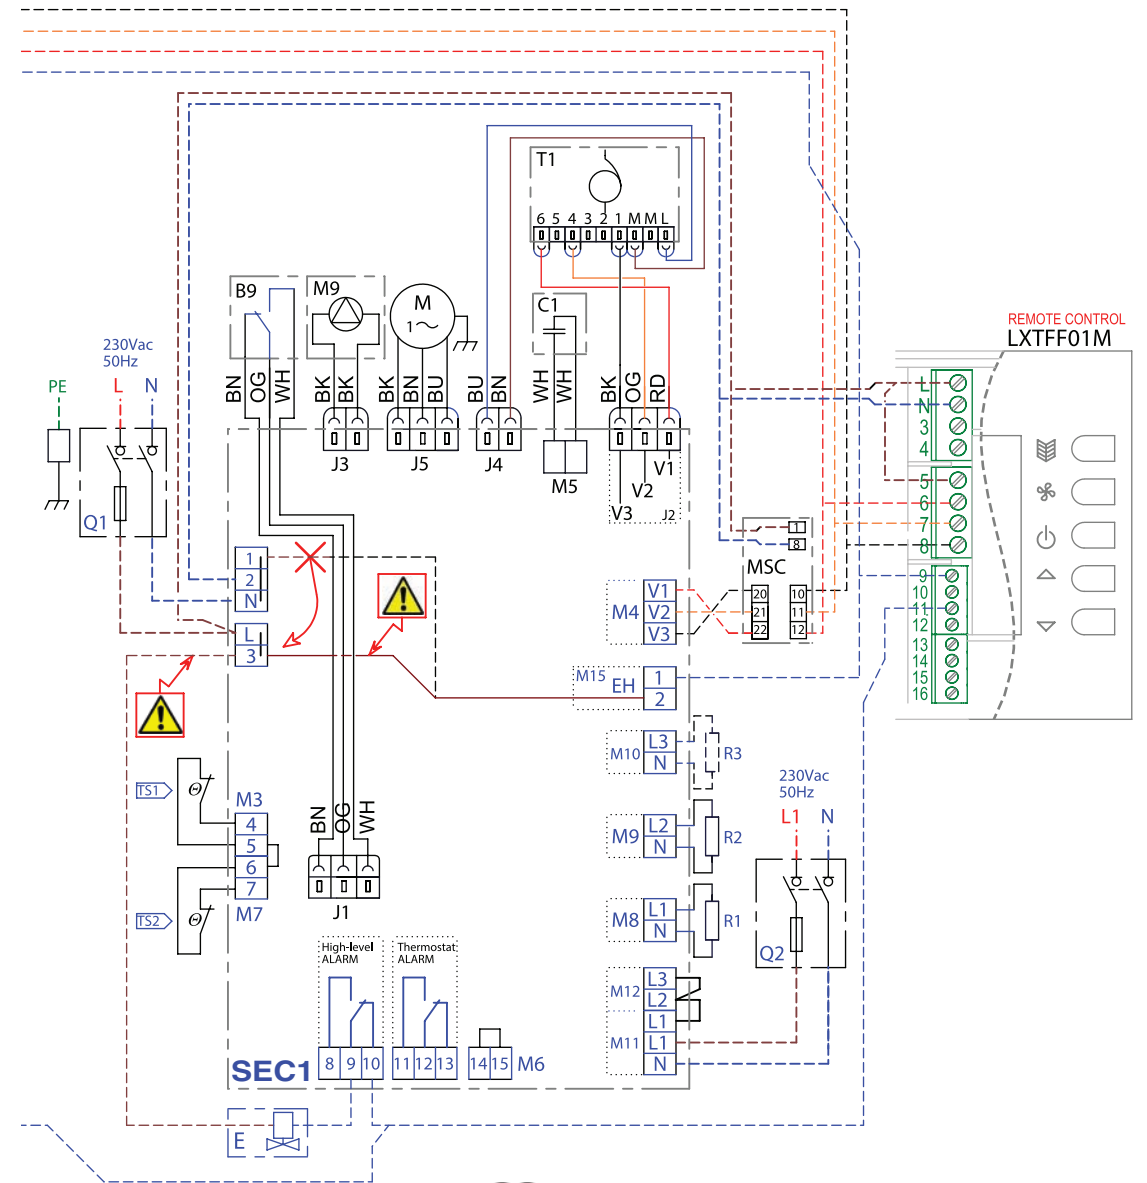 T1
6 5 4 3 2 1 M M L
B9
M9
M
1~
C1
REMOTE CONTROL
LXTFF01M
230Vac
50Hz
PE
L
N
BN
OG
WH
BK
BK
BK
BN
BU
BU
BN
WH
WH
BK
OG
RD
J3
J5
J4
M5
V1
V2
V3
J2
Q1
L
N
3
4
5
6
7
8
9
10
11
12
13
14
15
16
1
8
MSC
20
10
21
11
22
12
1
2
N
L
3
M4
V1
V2
V3
M15
EH
1
2
M10
L3
N
R3
TS1
M3
4
5
6
7
M7
TS2
BN
OG
WH
J1
M9
L2
N
R2
230Vac
50Hz
L1
N
M8
L1
N
R1
Q2
High-level
ALARM
Thermostat
ALARM
M12
L3
L2
L1
M11
L1
N
SEC1
8 9 10
11 12 13
14 15
M6
E